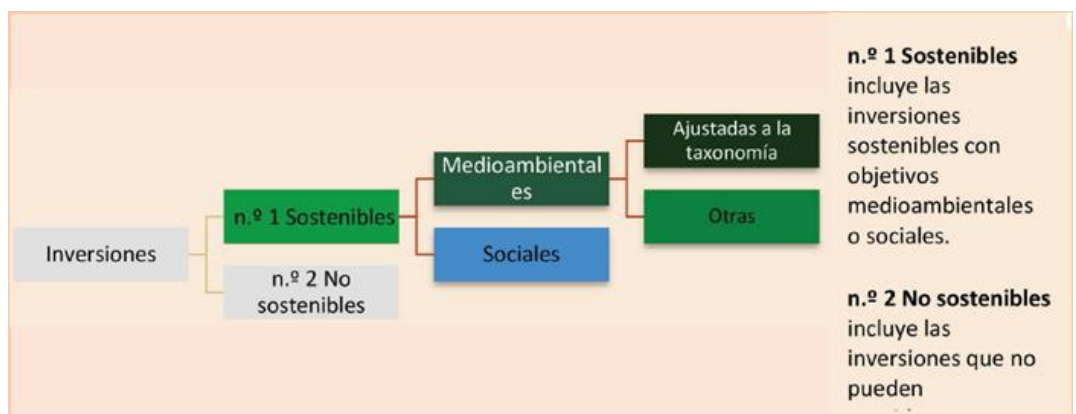 Inversiones
n.º 1 Sostenibles
n.º 2 No
sostenibles
Medioambiental
es
Sociales
Ajustadas a la
taxonomía
Otras
n.º 1 Sostenibles
incluye las
inversiones
sostenibles con
objetivos
medioambientales
o sociales.
n.º 2 No sostenibles
incluye las
inversiones que no
pueden